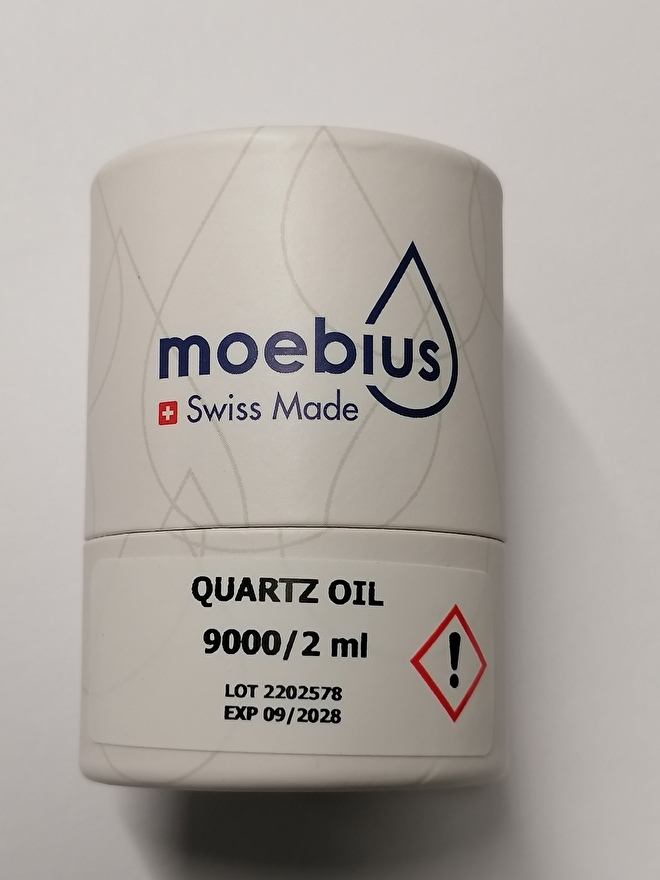 moebius
Swiss Made
QUARTZ OIL
9000/2 ml
LOT 2202578
EXP 09/2028